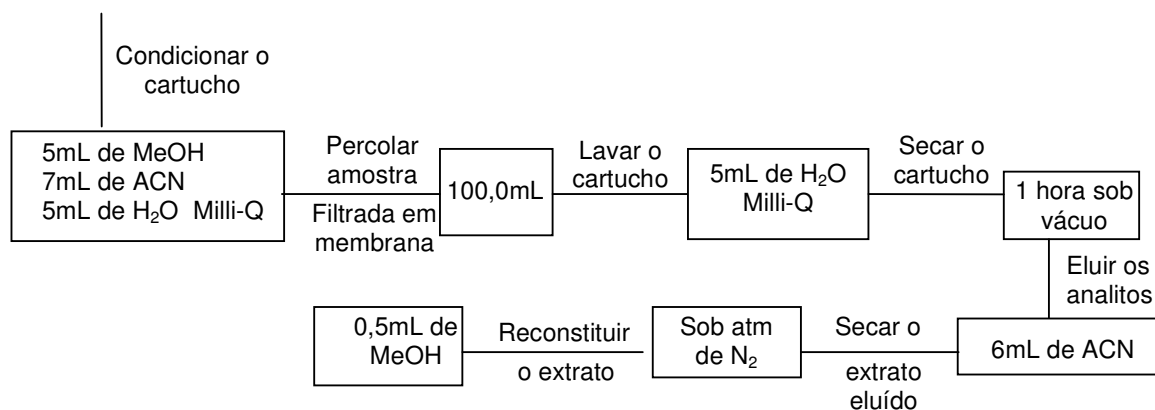 Condicionar o
cartucho
5mL de MeOH
7mL de ACN
5mL de H₂O Milli-Q
Percolar
amostra
Filtrada em
membrana
100,0mL
Lavar o
cartucho
5mL de H₂O
Milli-Q
Secar o
cartucho
1 hora sob
vácuo
Eluir os
analitos
6mL de ACN
Secar o
extrato
eluído
Sob atm
de N₂
Reconstituir
o extrato
0,5mL de
MeOH